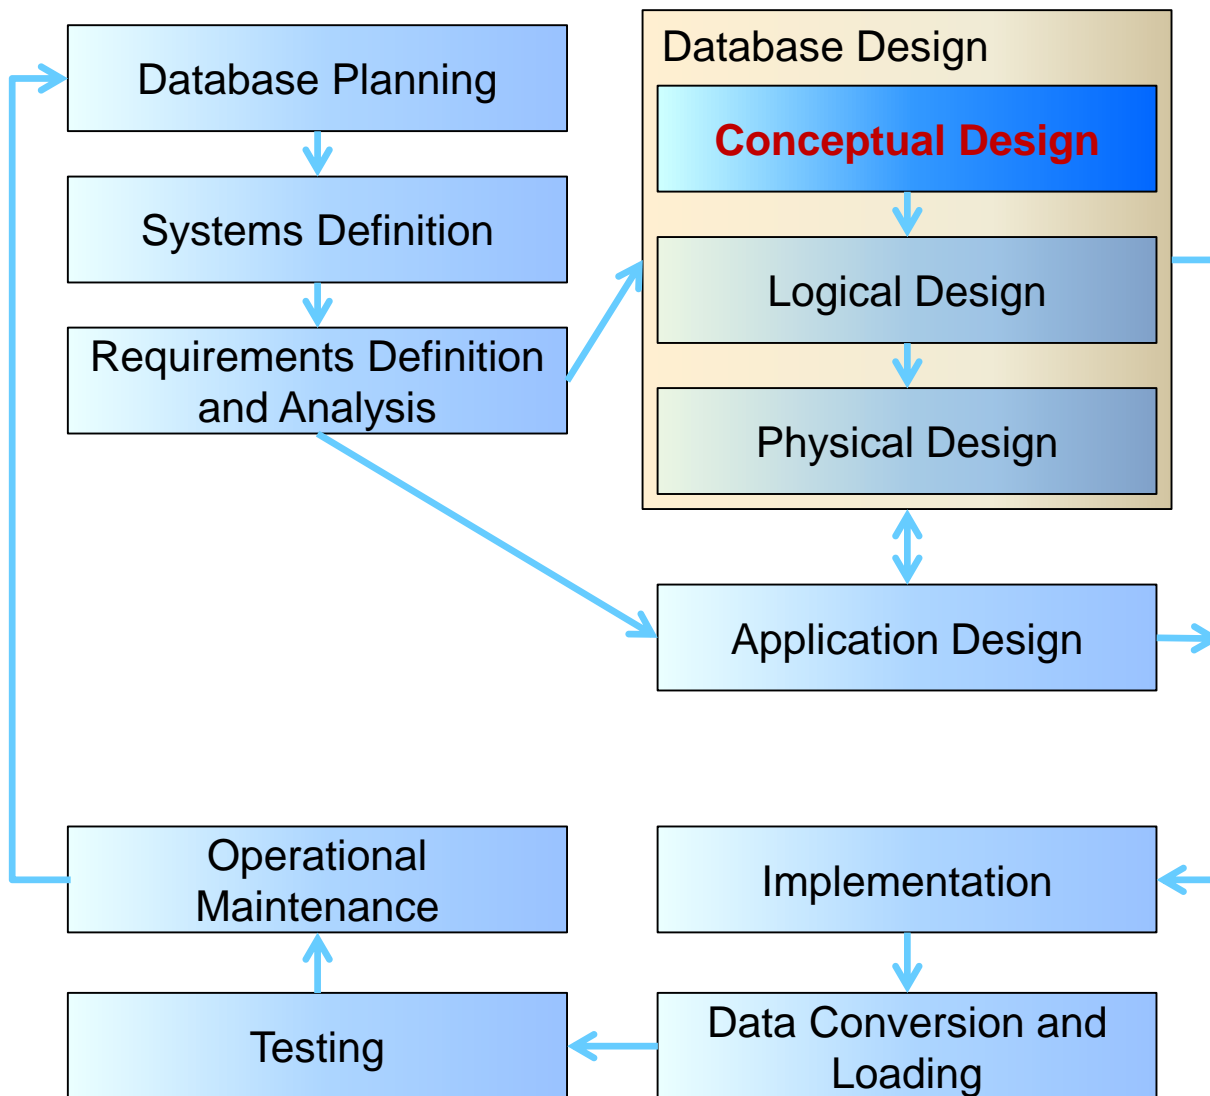 Database Planning
Systems Definition
Requirements Definition
and Analysis
Database Design
Conceptual Design
Logical Design
Physical Design
Application Design
Operational
Maintenance
Implementation
Testing
Data Conversion and
Loading